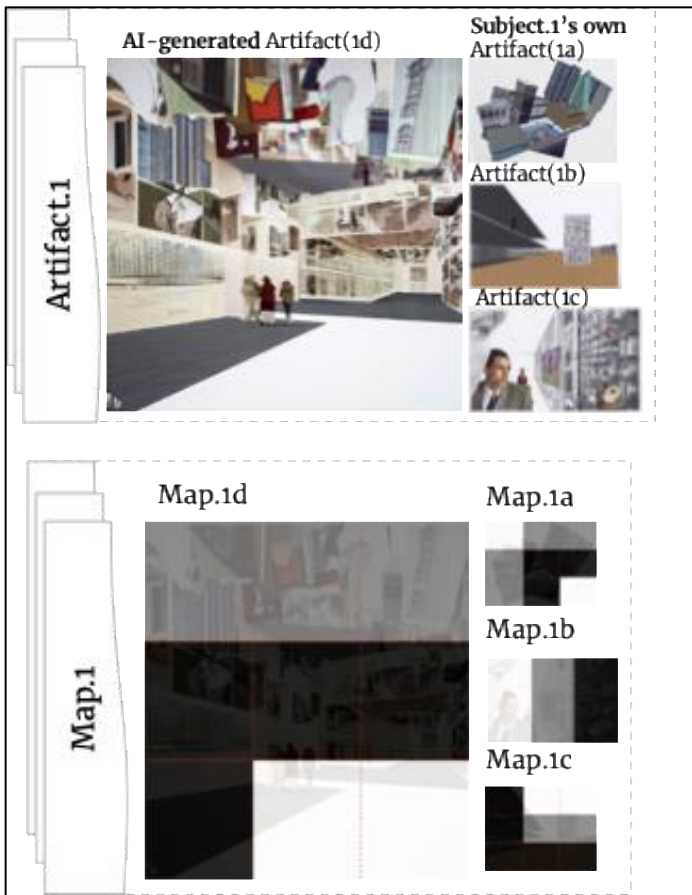 AI-generated Artifact(1d)
Subject.1's own
Artifact(1a)
Artifact(1b)
Artifact(1c)
Artifact.1
Map.1d
Map.1a
Map.1b
Map.1c
Map.1